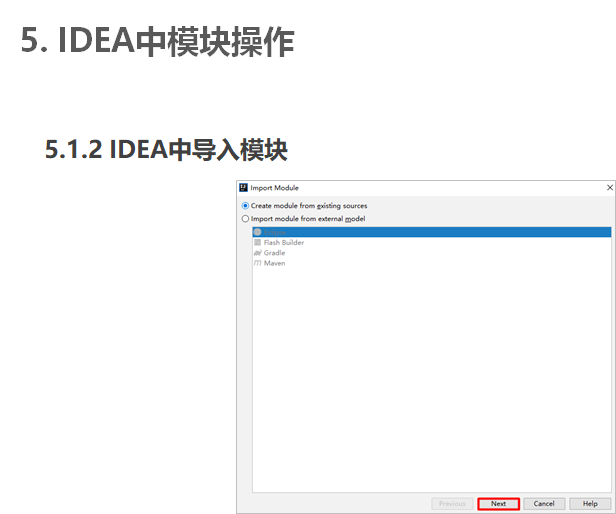 5. IDEA中模块操作
5.1.2 IDEA中导入模块
Import Module
Create module from existing sources
Import module from external model
Flash Builder
Gradle
Maven
Previous Next Cancel Help